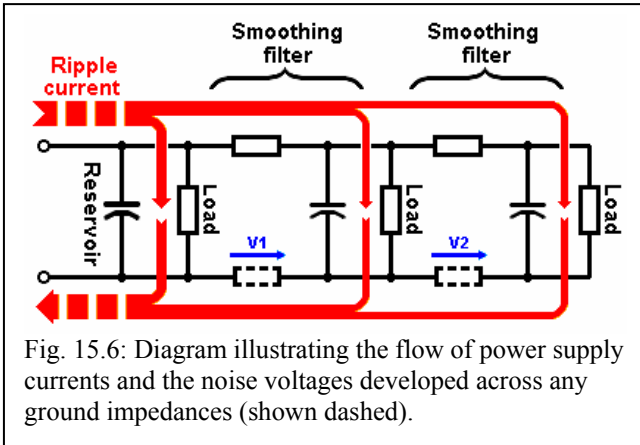 Smoothing
filter
Smoothing
filter
Ripple
current
Reservoir
Load
V1
Load
V2
Load
Fig. 15.6: Diagram illustrating the flow of power supply
currents and the noise voltages developed across any
ground impedances (shown dashed).